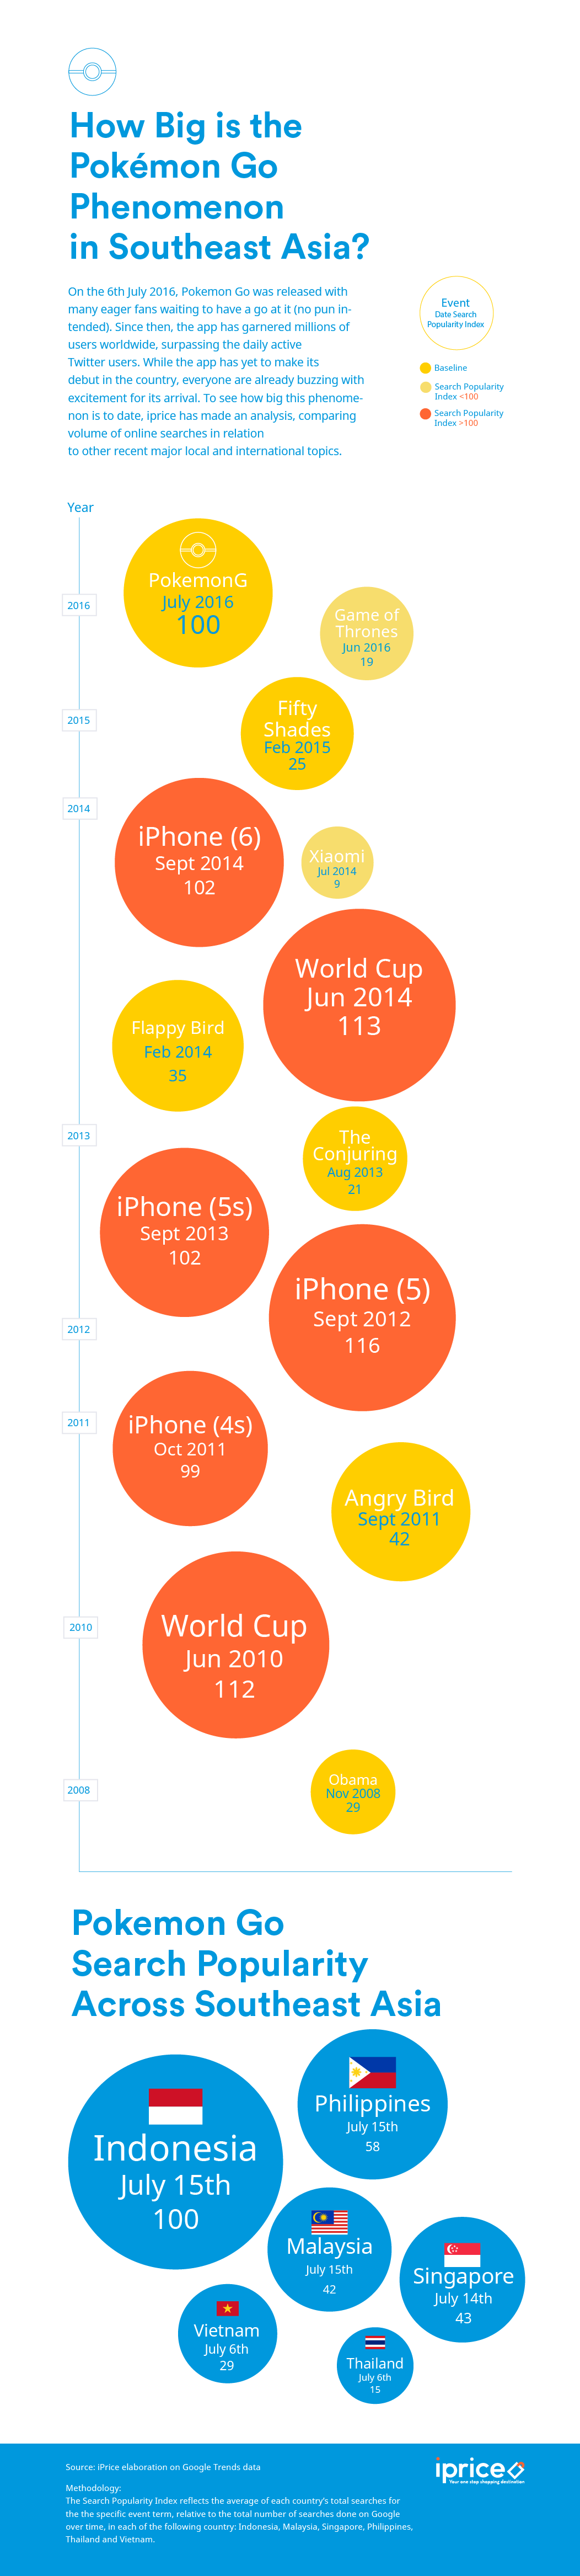 How Big is the
Pokémon Go
Phenomenon
in Southeast Asia?
On the 6th July 2016, Pokemon Go was released with
many eager fans waiting to have a go at it (no pun in-
tended). Since then, the app has garnered millions of
users worldwide, surpassing the daily active
Twitter users. While the app has yet to make its
debut in the country, everyone are already buzzing with
excitement for its arrival. To see how big this phenome-
non is to date, iprice has made an analysis, comparing
volume of online searches in relation
to other recent major local and international topics.
Event
Date Search
Popularity Index
Baseline
Search Popularity
Index <100
Search Popularity
Index >100
Year
PokemonG
July 2016
100
2016
Game of
Thrones
Jun 2016
19
2015
Fifty
Shades
Feb 2015
25
2014
iPhone (6)
Sept 2014
102
Xiaomi
Jul 2014
9
World Cup
Jun 2014
113
Flappy Bird
Feb 2014
35
2013
The
Conjuring
Aug 2013
21
iPhone (5s)
Sept 2013
102
iPhone (5)
Sept 2012
116
2012
2011
iPhone (4s)
Oct 2011
99
Angry Bird
Sept 2011
42
2010
World Cup
Jun 2010
112
2008
Obama
Nov 2008
29
Pokemon Go
Search Popularity
Across Southeast Asia
Philippines
July 15th
58
Indonesia
July 15th
100
Malaysia
July 15th
42
Singapore
July 14th
43
Vietnam
July 6th
29
Thailand
July 6th
15
Source: iPrice elaboration on Google Trends data
iprice
Your one stop shopping destination
Methodology:
The Search Popularity Index reflects the average of each country's total searches for
the the specific event term, relative to the total number of searches done on Google
over time, in each of the following country: Indonesia, Malaysia, Singapore, Philippines,
Thailand and Vietnam.